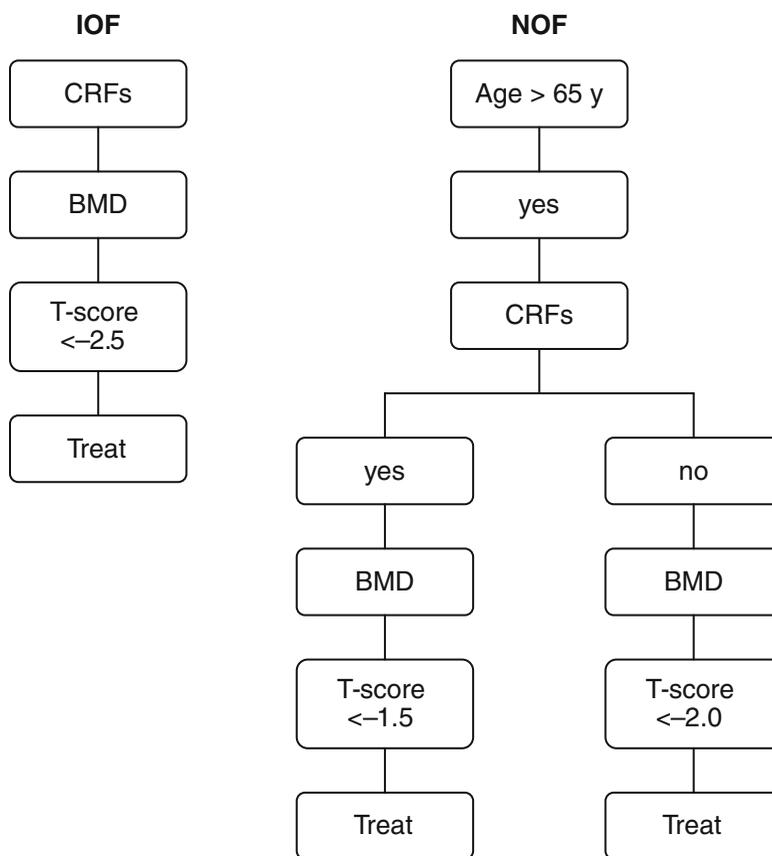 IOF
CRFs
BMD
T-score
<–2.5
Treat
NOF
Age > 65 y
yes
CRFs
yes
BMD
T-score
<–1.5
Treat
no
BMD
T-score
<–2.0
Treat